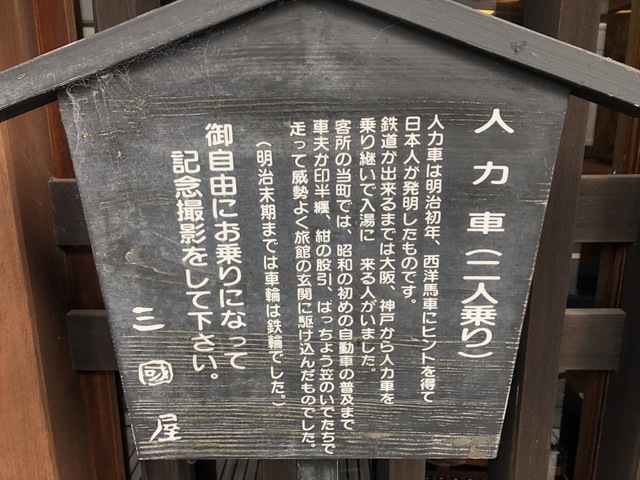 人力車（二人乗り）
人力車は明治初年、西洋馬車にヒントを得て
日本人が発明したものです。
鉄道が出来るまでは大阪、神戸から人力車を
乗り継いで入湯に　来る人がいました。
客所の当町では、昭和の初めの自動車の普及まで
車夫が印半纏、紺の股引、ばっちょう笠のいでたちで
走って威勢よく旅館の玄関に駆け込んだものでした。
（明治末期までは車輪は鉄輪でした。）
御自由にお乗りになって
記念撮影をして下さい。
三國屋